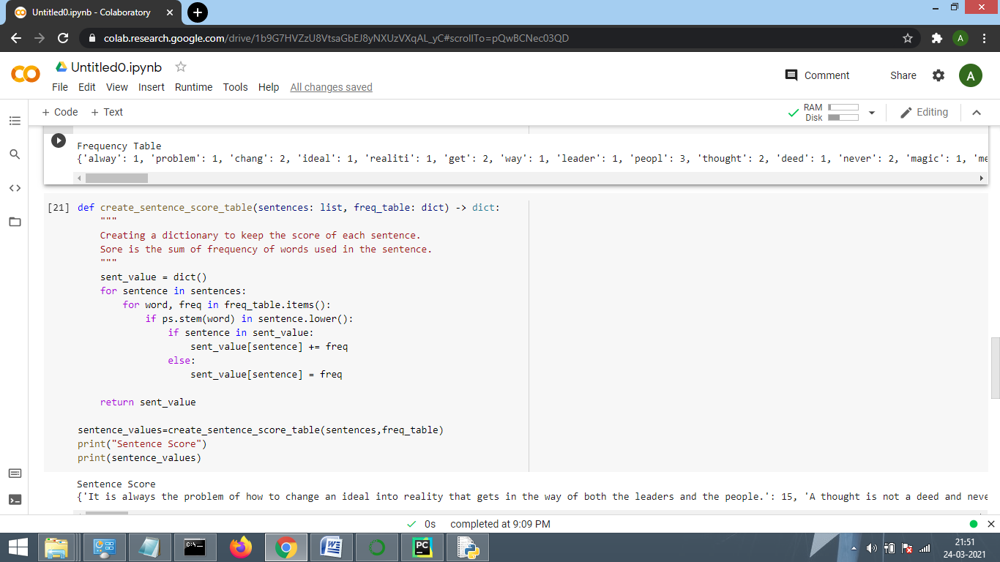 Untitled0.ipynb - Colaboratory
colab.research.google.com/drive/1b9G7HVZzU8VtsaGbEJ8yNXUzVXqAL_yC#scrollTo=pQwBCNec03QD
A
Untitled0.ipynb
Comment Share A
File Edit View Insert Runtime Tools Help All changes saved
+ Code + Text
RAM
Disk
Editing
Frequency Table
{'alway': 1, 'problem': 1, 'chang': 2, 'ideal': 1, 'realiti': 1, 'get': 2, 'way': 1, 'leader': 1, 'peopl': 3, 'thought': 2, 'deed': 1, 'never': 2, 'magic': 1, 'me
[21] def create_sentence_score_table(sentences: list, freq_table: dict) -> dict:
"""
Creating a dictionary to keep the score of each sentence.
Sore is the sum of frequency of words used in the sentence.
"""
sent_value = dict()
for sentence in sentences:
for word, freq in freq_table.items():
if ps.stem(word) in sentence.lower():
if sentence in sent_value:
sent_value[sentence] += freq
else:
sent_value[sentence] = freq
return sent_value
sentence_values=create_sentence_score_table(sentences,freq_table)
print("Sentence Score")
print(sentence_values)
Sentence Score
{'It is always the problem of how to change an ideal into reality that gets in the way of both the leaders and the people.': 15, 'A thought is not a deed and neve
0s completed at 9:09 PM
C:\
PC
21:51
24-03-2021